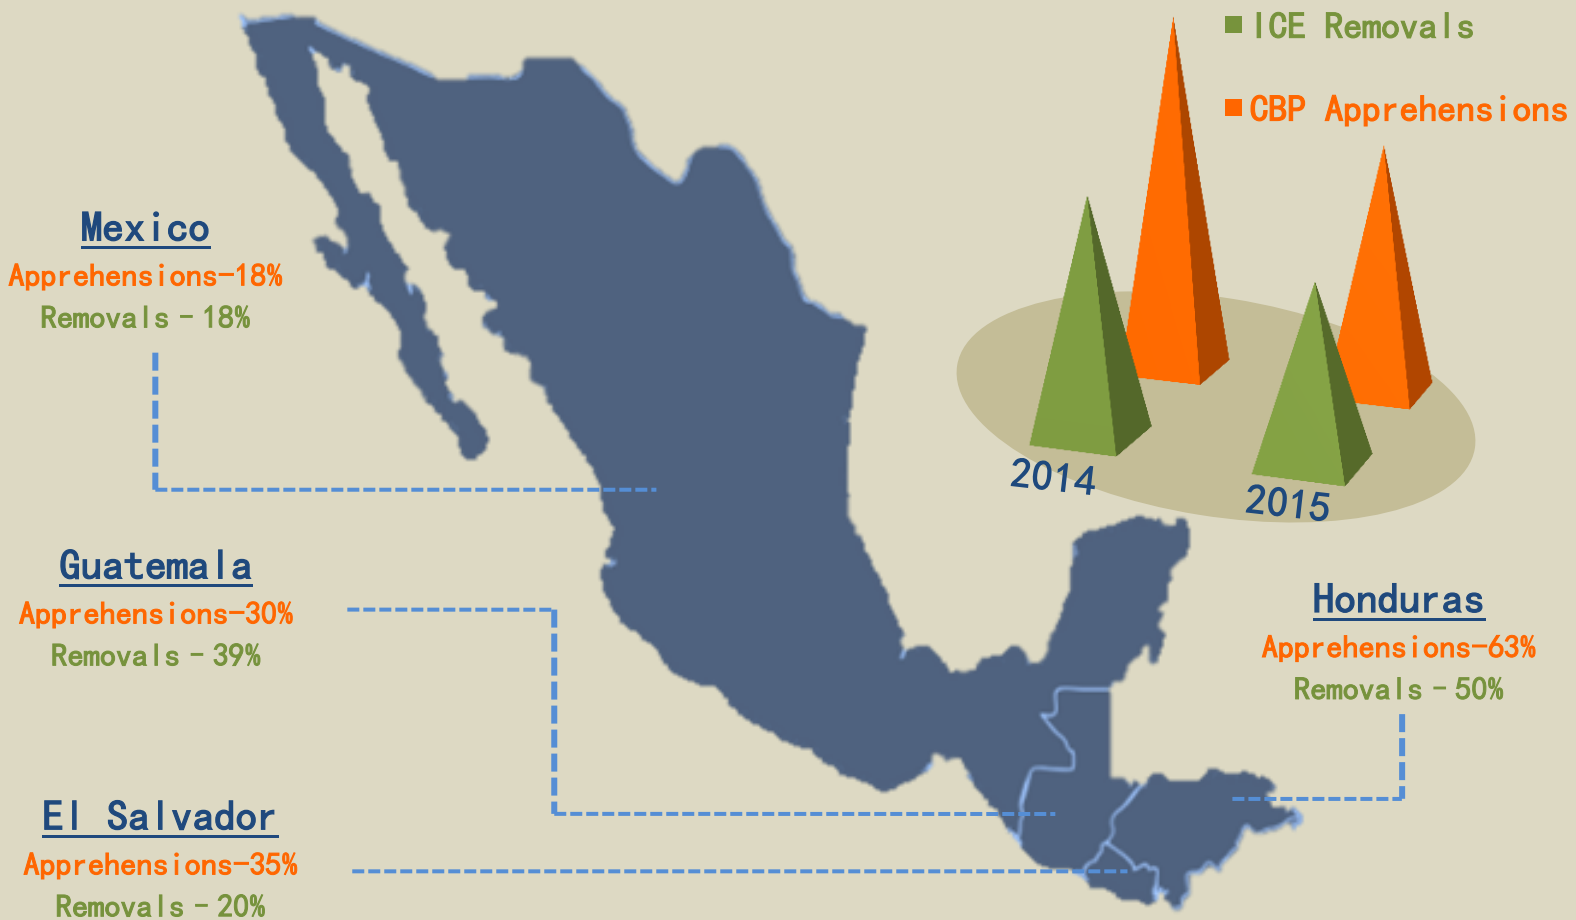 ICE Removals
CBP Apprehensions
Mexico
Apprehensions-18%
Removals - 18%
2014
2015
Guatemala
Apprehensions-30%
Removals - 39%
Honduras
Apprehensions-63%
Removals - 50%
El Salvador
Apprehensions-35%
Removals - 20%